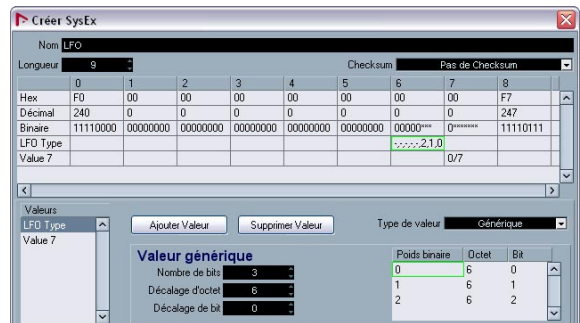 Créer SysEx
Nom LFO
Longueur 9 Checksum Pas de Checksum
0 1 2 3 4 5 6 7 8
Hex F0 00 00 00 00 00 00 00 F7
Décimal 240 0 0 0 0 0 0 0 247
Binaire 11110000 00000000 00000000 00000000 00000000 00000000 00000*** 0******* 11110111
LFO Type -,-,-,-,-,2,1,0
Value 7 0/7
Valeurs
LFO Type Ajouter Valeur Supprimer Valeur Type de valeur Générique
Value 7
Valeur générique Poids binaire Octet Bit
Nombre de bits 3 0 6 0
Décalage d'octet 6 1 6 1
Décalage de bit 0 2 6 2